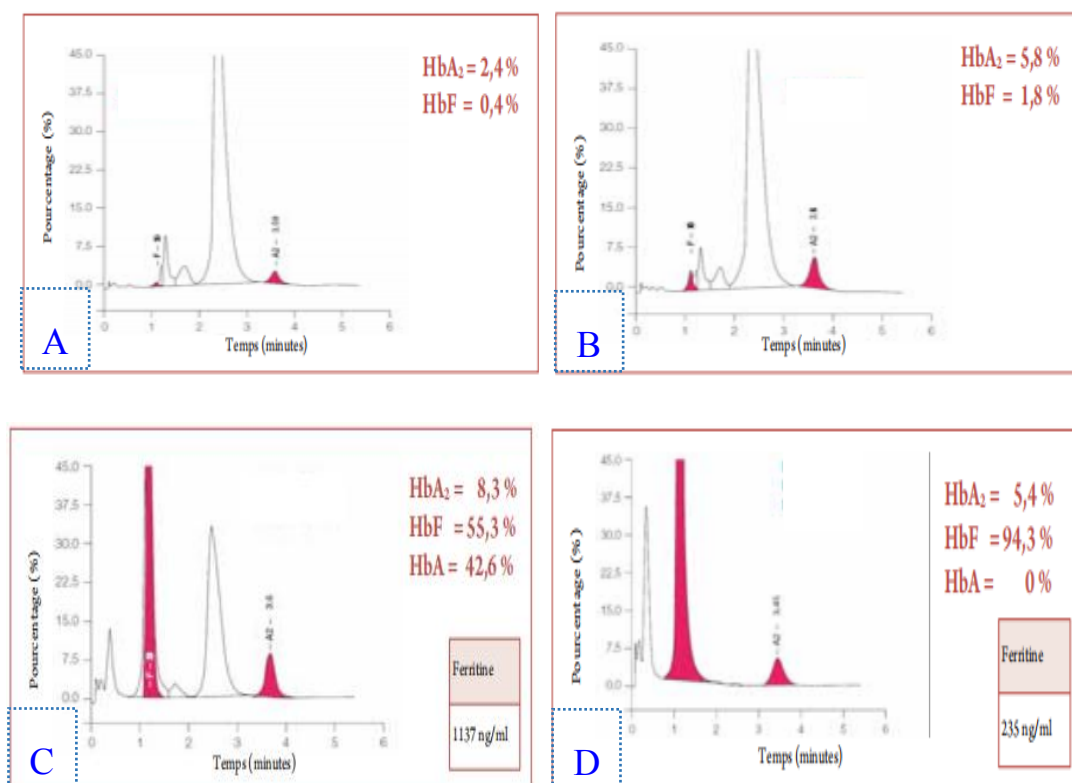 45.0
37.5
30.0
22.5
15.0
7.5
0.0
Pourcentage (%)
HbA₂ = 2,4 %
HbF = 0,4 %
0 1 2 3 4 5 6
Temps (minutes)
A
45.0
37.5
30.0
22.5
15.0
7.5
0.0
Pourcentage (%)
HbA₂ = 5,8 %
HbF = 1,8 %
0 1 2 3 4 5 6
Temps (minutes)
B
45.0
37.5
30.0
22.5
15.0
7.5
0.0
Pourcentage (%)
A2 - 3.6
HbA₂ = 8,3 %
HbF = 55,3 %
HbA = 42,6 %
Ferritine
1137 ng/ml
0 1 2 3 4 5 6
Temps (minutes)
C
45.0
37.5
30.0
22.5
15.0
7.5
0.0
Pourcentage (%)
A2 - 3.45
HbA₂ = 5,4 %
HbF = 94,3 %
HbA = 0 %
Ferritine
235 ng/ml
0 1 2 3 4 5 6
Temps (minutes)
D